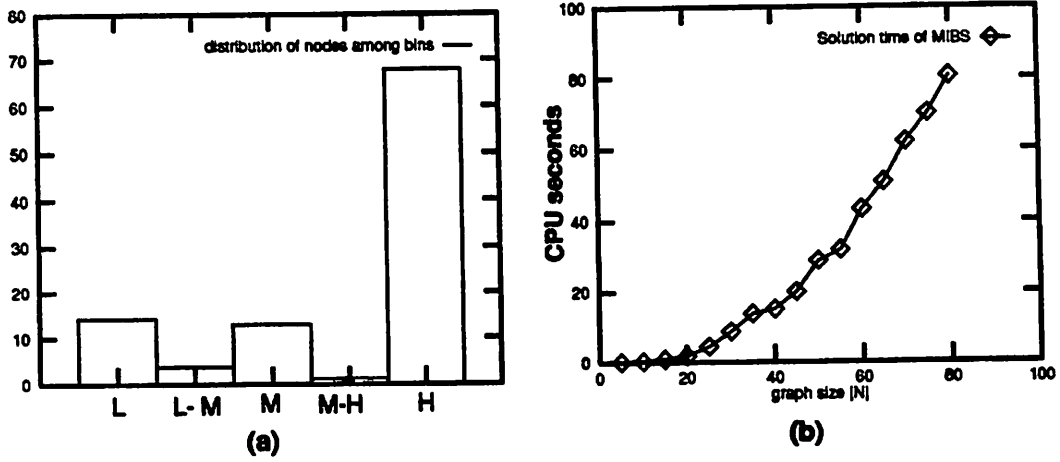 80
70
60
50
40
30
20
10
0
distribution of nodes among bins
L
L-M
M
M-H
H
(a)
100
80
60
40
20
0
CPU seconds
Solution time of MIBS
0
20
40
60
80
100
graph size [N]
(b)